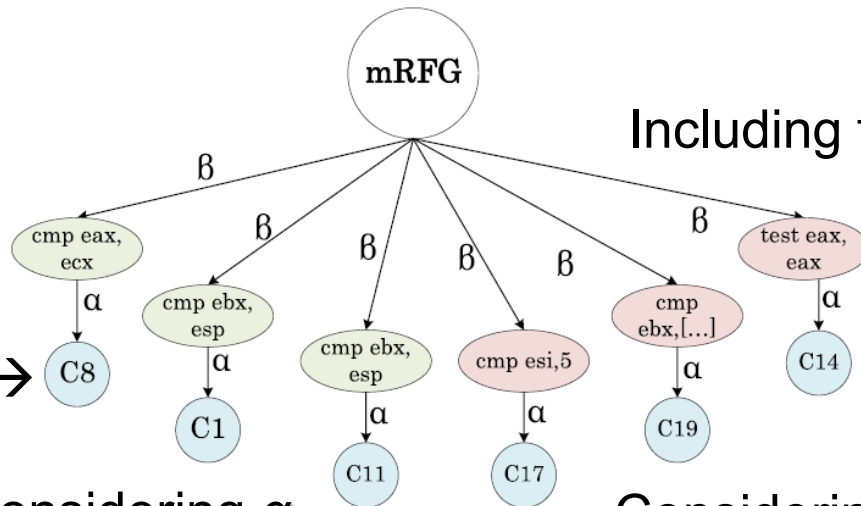 mRFG
Including
β
β
β
β
β
β
cmp eax,
ecx
test eax,
eax
α
α
cmp ebx,
esp
cmp
ebx,[...]
cmp ebx,
esp
cmp esi,5
→
C8
C14
α
α
α
α
C1
C19
C11
C17
α